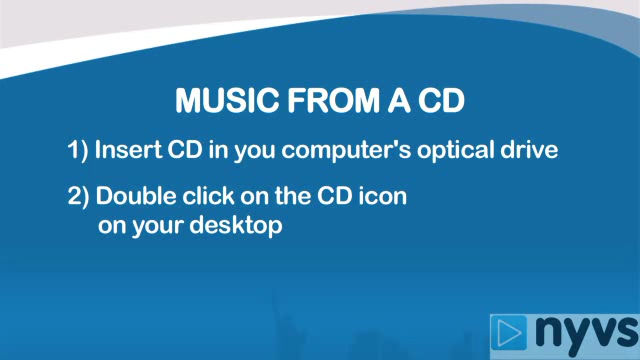 MUSIC FROM A CD
1) Insert CD in you computer's optical drive
2) Double click on the CD icon
on your desktop
nyvs